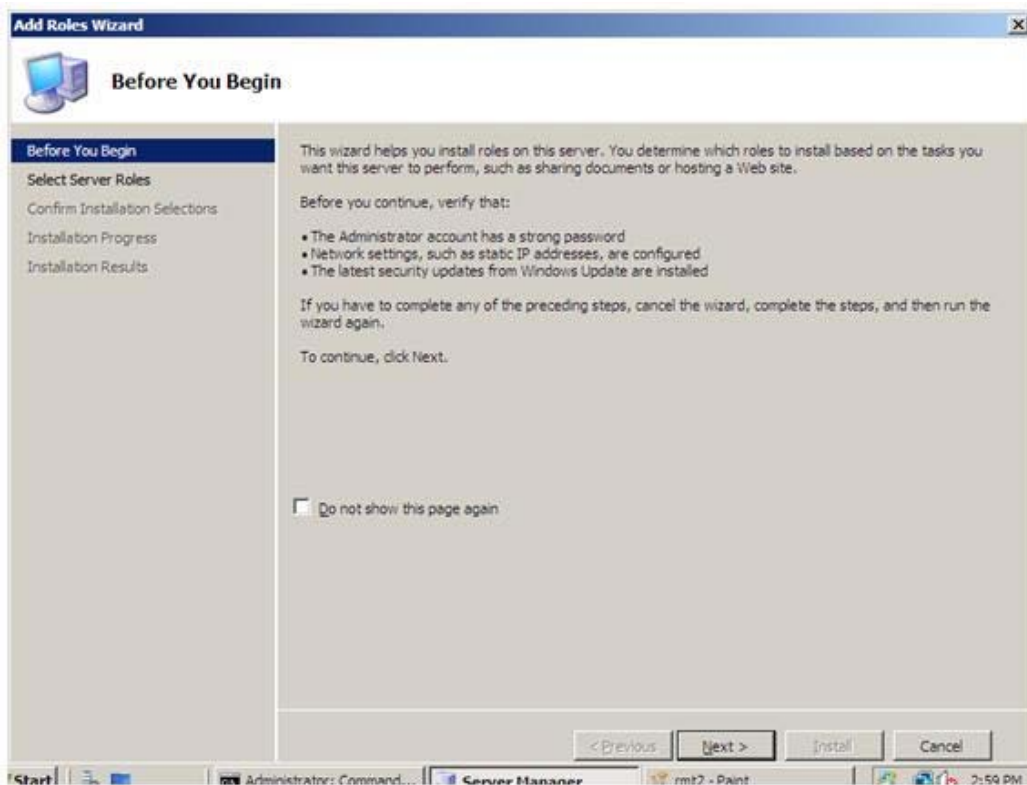 Add Roles Wizard
Before You Begin
Before You Begin
Select Server Roles
Confirm Installation Selections
Installation Progress
Installation Results
This wizard helps you install roles on this server. You determine which roles to install based on the tasks you
want this server to perform, such as sharing documents or hosting a Web site.
Before you continue, verify that:
• The Administrator account has a strong password
• Network settings, such as static IP addresses, are configured
• The latest security updates from Windows Update are installed
If you have to complete any of the preceding steps, cancel the wizard, complete the steps, and then run the
wizard again.
To continue, click Next.
Do not show this page again
< Previous
Next >
Install
Cancel
Start
Administrator: Command...
Server Manager
rmt2 - Paint
2:59 PM